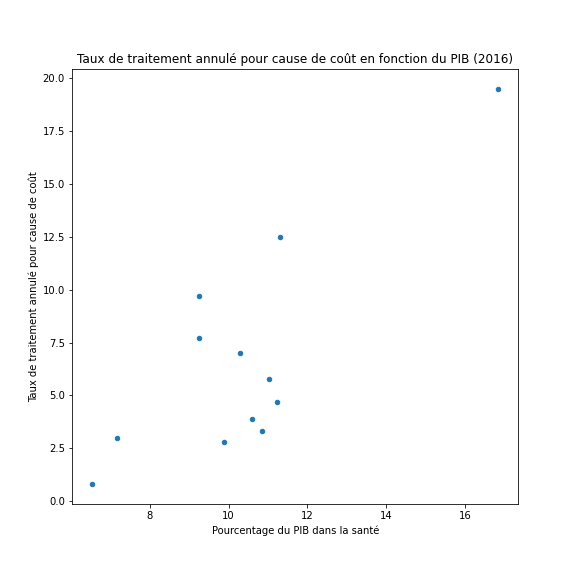 Taux de traitement annulé pour cause de coût en fonction du PIB (2016)
20.0
17.5
15.0
12.5
10.0
7.5
5.0
2.5
0.0
Taux de traitement annulé pour cause de coût
8 10 12 14 16
Pourcentage du PIB dans la santé